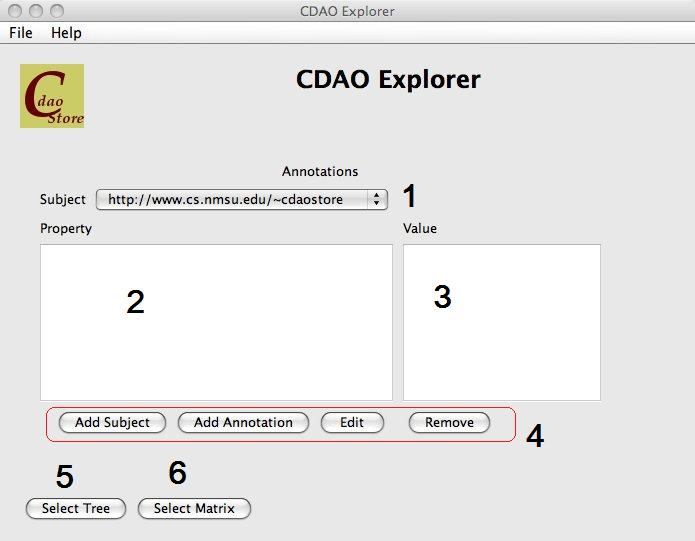 CDAO Explorer
File Help
CDAO Explorer
Cdao
Store
Annotations
Subject http://www.cs.nmsu.edu/~cdaostore 1
Property Value
2 3
Add Subject Add Annotation Edit Remove 4
5 6
Select Tree Select Matrix